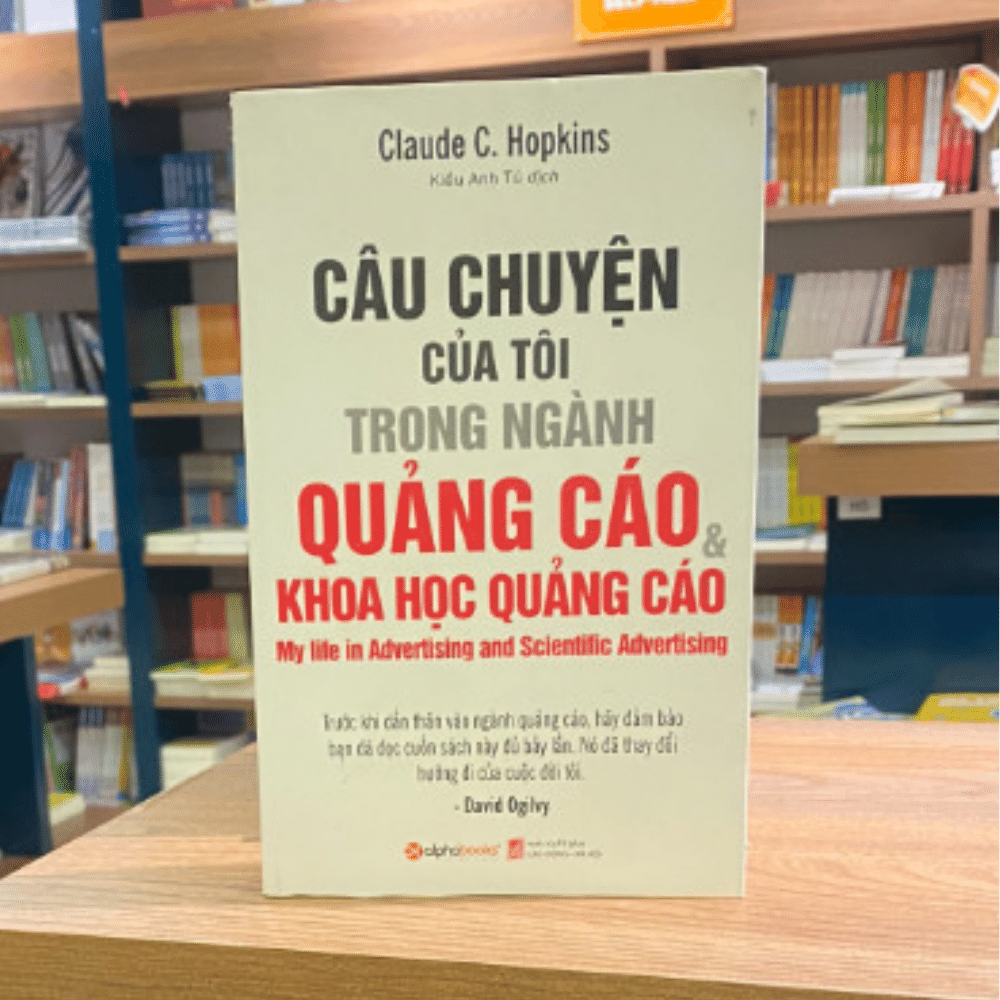 Claude C. Hopkins
Kiều Anh Tú dịch
CÂU CHUYỆN
CỦA TÔI
TRONG NGÀNH
QUẢNG CÁO
&
KHOA HỌC QUẢNG CÁO
My life in Advertising and Scientific Advertising
Trước khi dấn thân vào ngành quảng cáo, hãy đảm bảo
bạn đã đọc cuốn sách này đủ bảy lần. Nó đã thay đổi
hướng đi của cuộc đời tôi.
- David Ogilvy
alphabooks